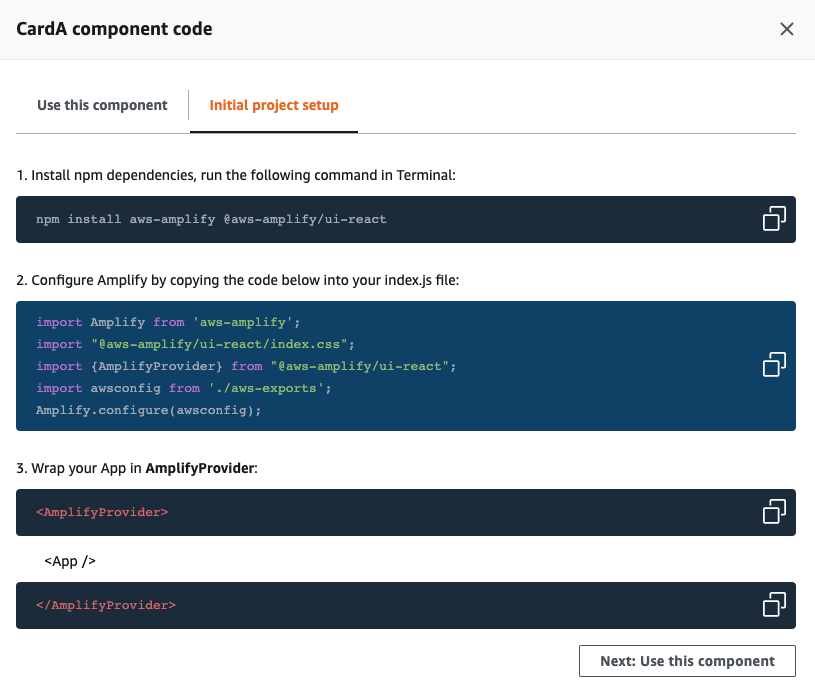 CardA component code
Use this component
Initial project setup
1. Install npm dependencies, run the following command in Terminal:
npm install aws-amplify @aws-amplify/ui-react
2. Configure Amplify by copying the code below into your index.js file:
import Amplify from 'aws-amplify';
import "@aws-amplify/ui-react/index.css";
import {AmplifyProvider} from "@aws-amplify/ui-react";
import awsconfig from './aws-exports';
Amplify.configure(awsconfig);
3. Wrap your App in AmplifyProvider:
<AmplifyProvider>
<App />
</AmplifyProvider>
Next: Use this component